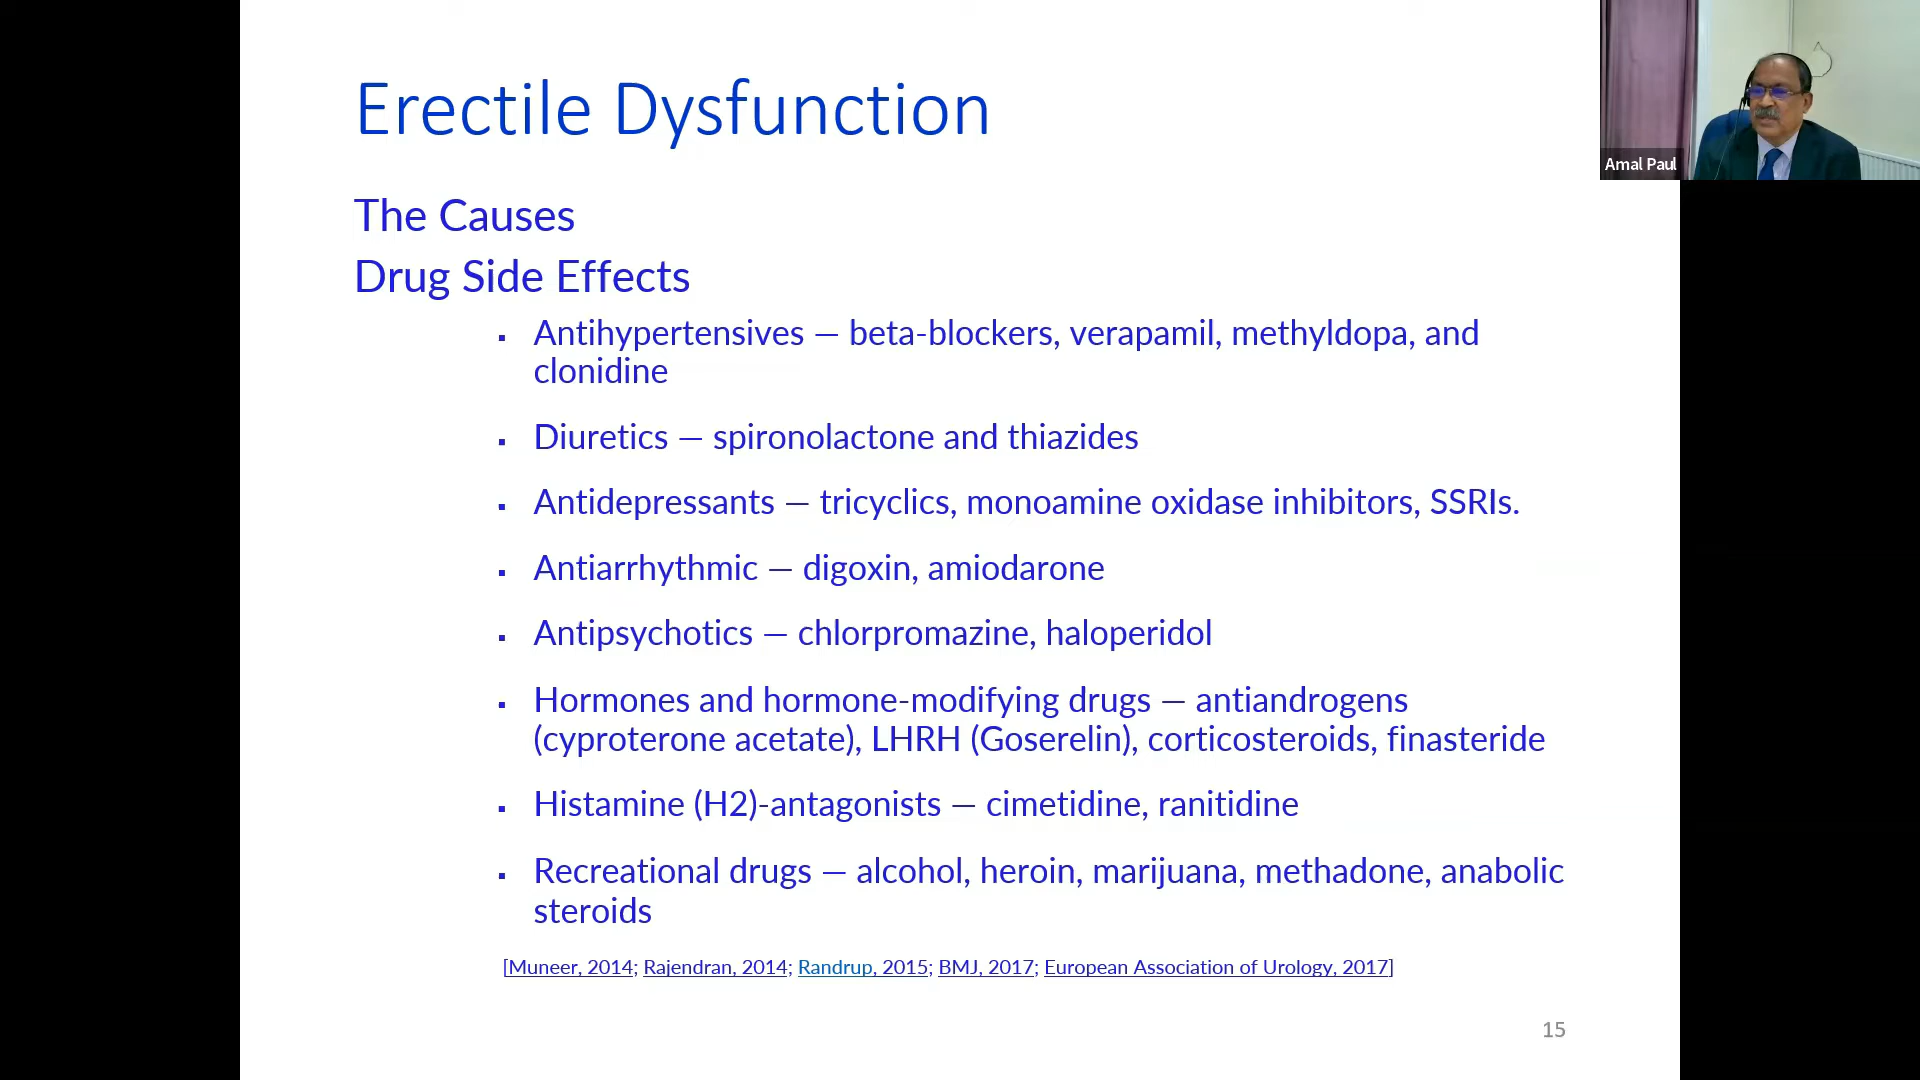 Erectile Dysfunction
Amal Paul
The Causes
Drug Side Effects
▪ Antihypertensives — beta-blockers, verapamil, methyldopa, and
clonidine
▪ Diuretics — spironolactone and thiazides
▪ Antidepressants — tricyclics, monoamine oxidase inhibitors, SSRIs.
▪ Antiarrhythmic — digoxin, amiodarone
▪ Antipsychotics — chlorpromazine, haloperidol
▪ Hormones and hormone-modifying drugs — antiandrogens
(cyproterone acetate), LHRH (Goserelin), corticosteroids, finasteride
▪ Histamine (H2)-antagonists — cimetidine, ranitidine
▪ Recreational drugs — alcohol, heroin, marijuana, methadone, anabolic
steroids
[Muneer, 2014; Rajendran, 2014; Randrup, 2015; BMJ, 2017; European Association of Urology, 2017]
15